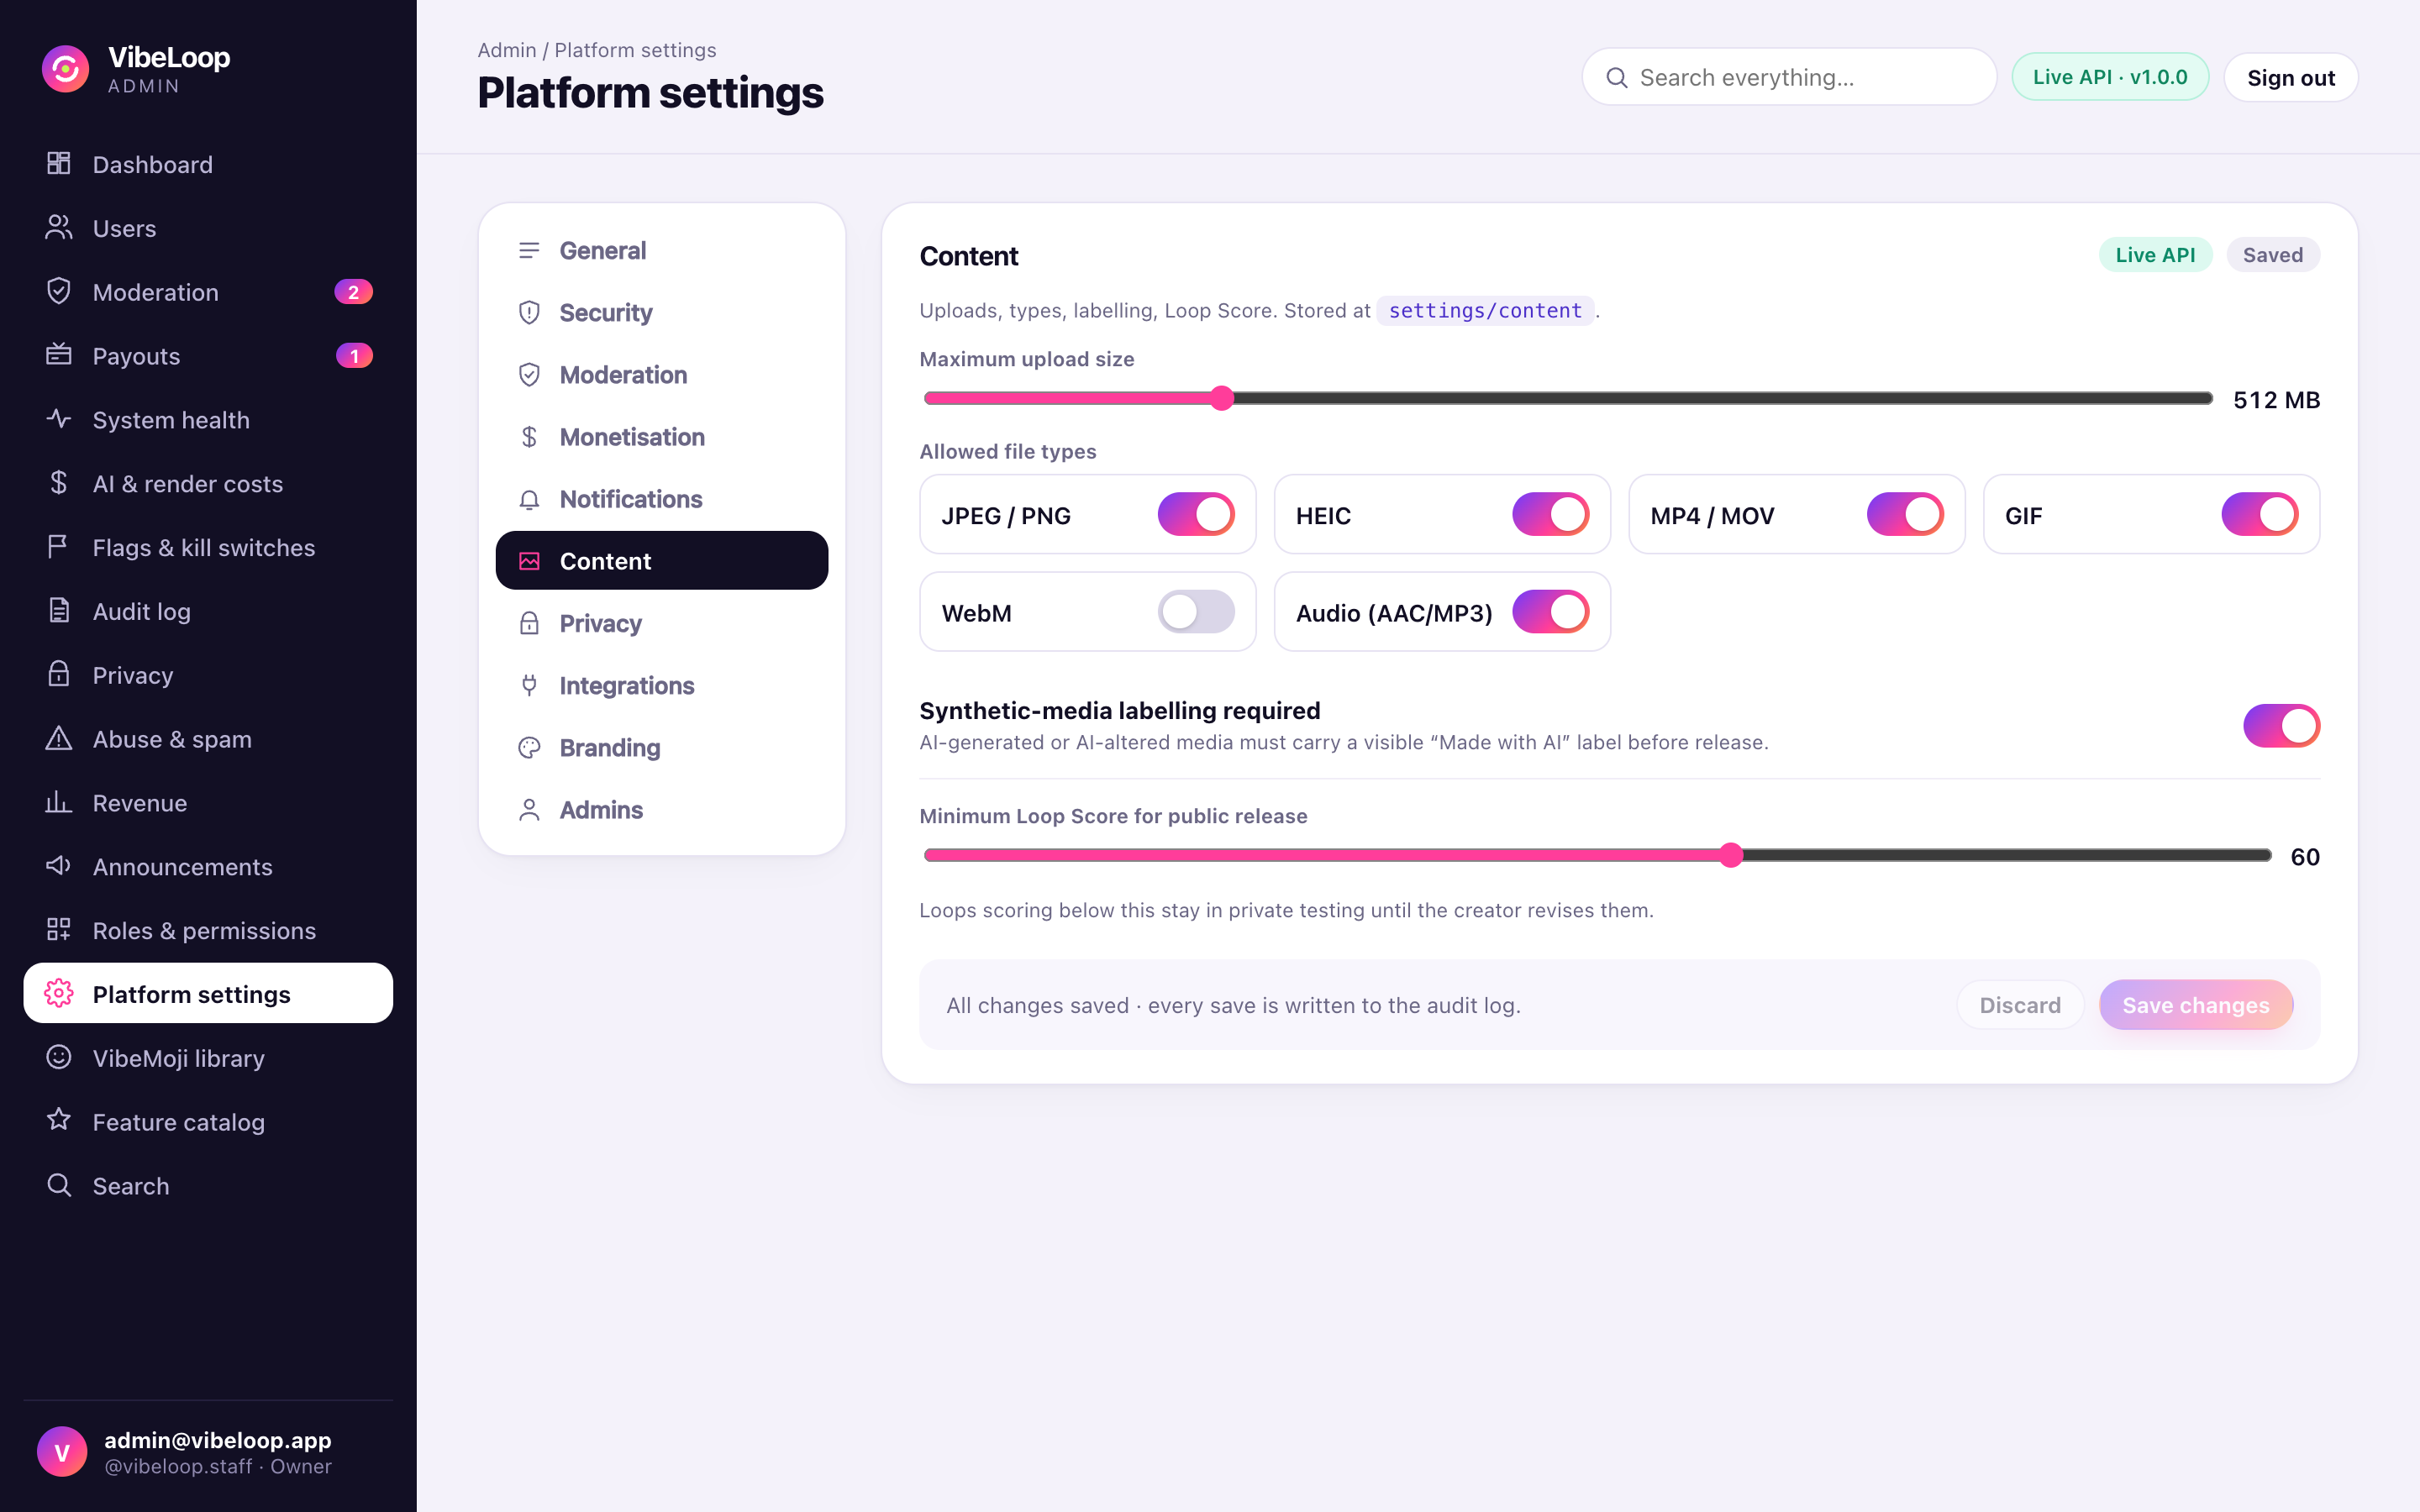 VibeLoop
ADMIN
Dashboard
Users
Moderation 2
Payouts 1
System health
AI & render costs
Flags & kill switches
Audit log
Privacy
Abuse & spam
Revenue
Announcements
Roles & permissions
Platform settings
VibeMoji library
Feature catalog
Search
V
admin@vibeloop.app
@vibeloop.staff · Owner
Admin / Platform settings
Platform settings
Search everything...
Live API · v1.0.0
Sign out
General
Security
Moderation
Monetisation
Notifications
Content
Privacy
Integrations
Branding
Admins
Content
Live API
Saved
Uploads, types, labelling, Loop Score. Stored at settings/content.
Maximum upload size
512 MB
Allowed file types
JPEG / PNG
HEIC
MP4 / MOV
GIF
WebM
Audio (AAC/MP3)
Synthetic-media labelling required
AI-generated or AI-altered media must carry a visible “Made with AI” label before release.
Minimum Loop Score for public release
60
Loops scoring below this stay in private testing until the creator revises them.
All changes saved · every save is written to the audit log.
Discard
Save changes